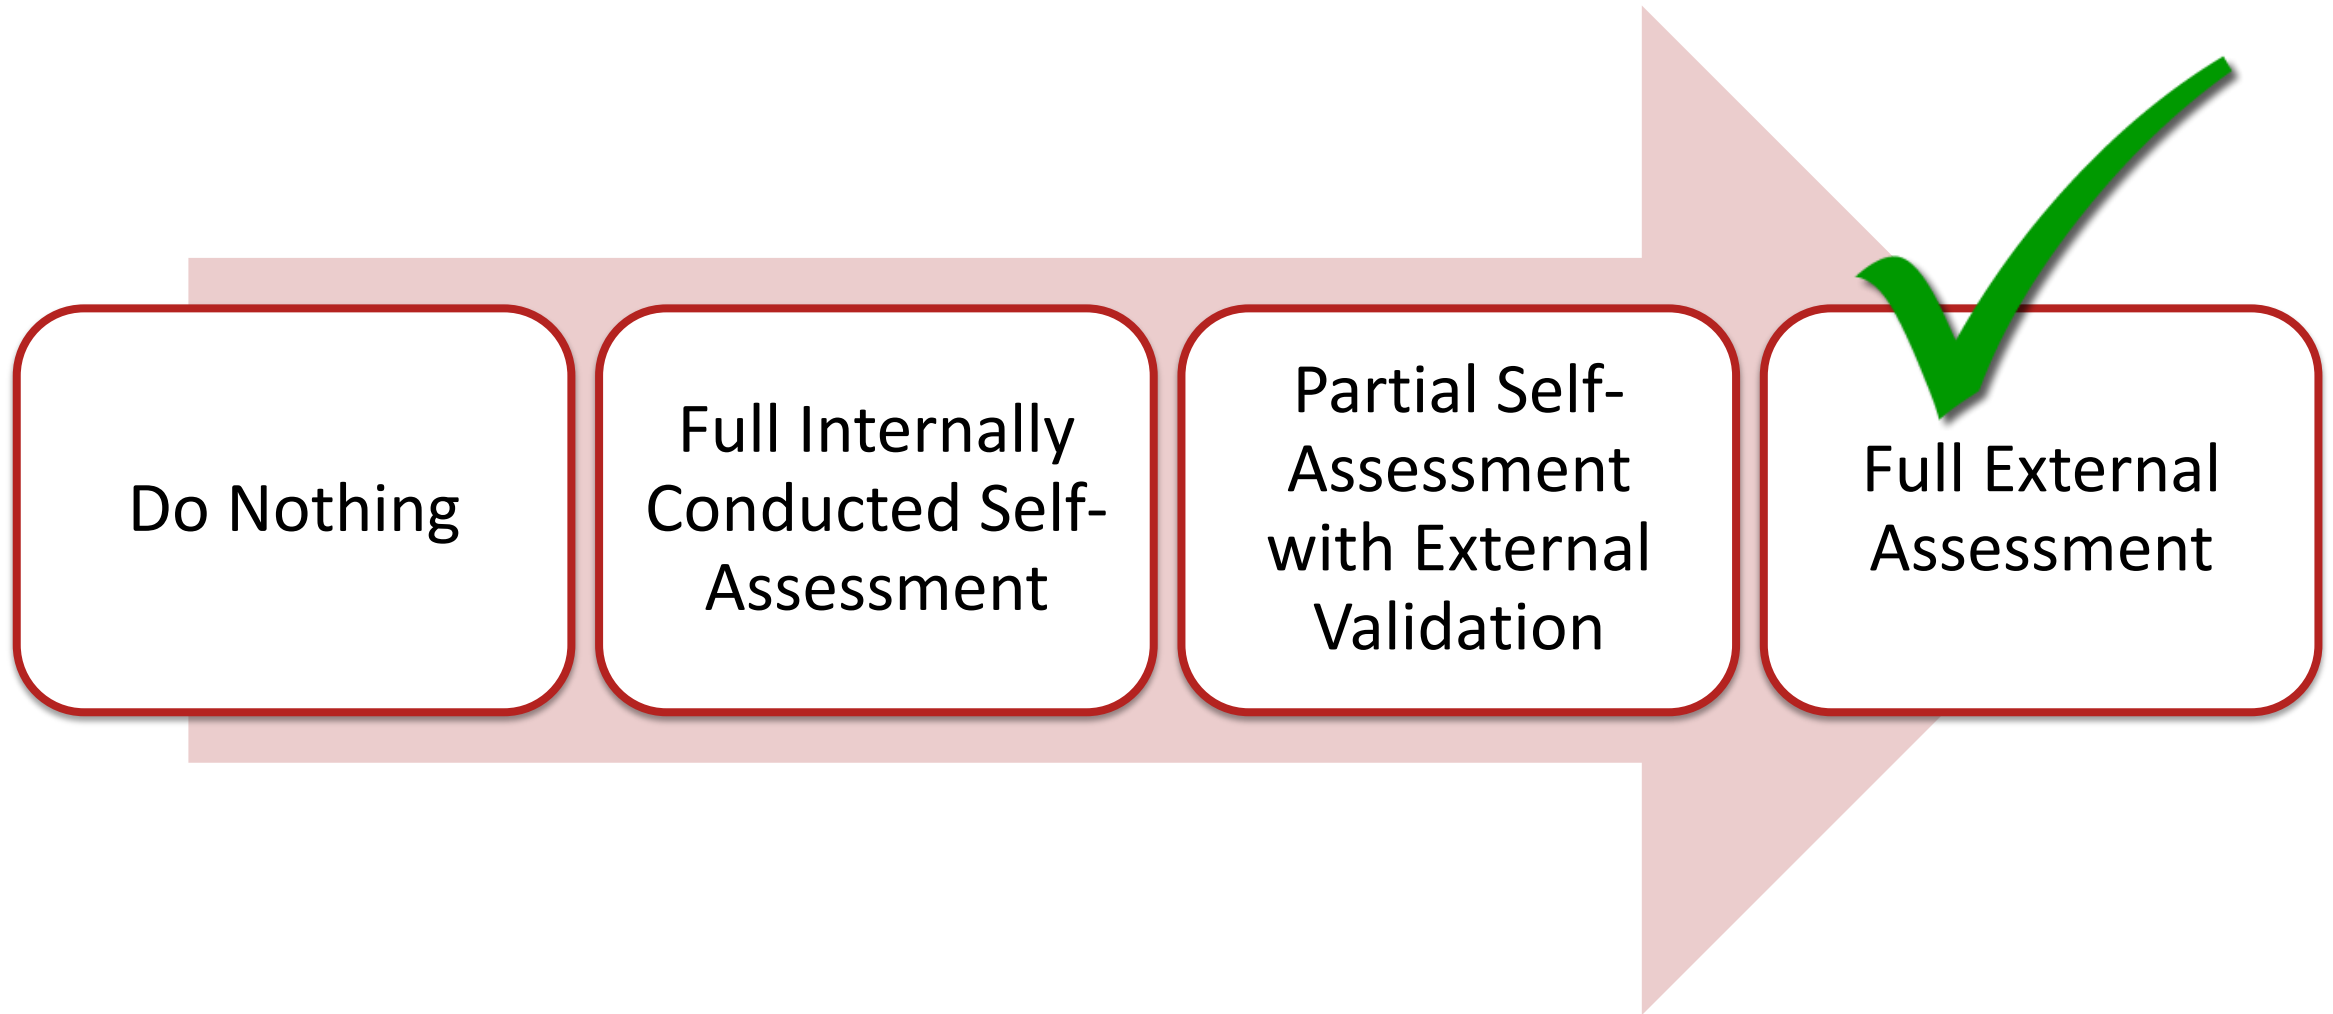 Do Nothing
Full Internally
Conducted Self-
Assessment
Partial Self-
Assessment
with External
Validation
Full External
Assessment